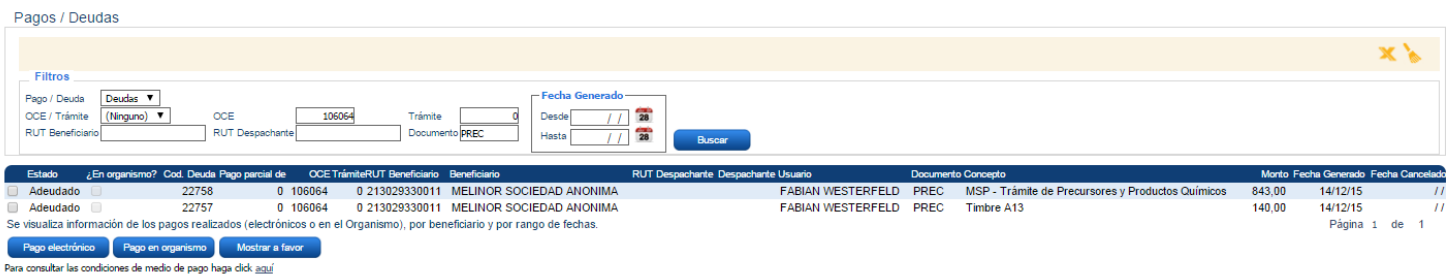 Pagos / Deudas
Filtros
Pago / Deuda Deudas
OCE / Trámite (Ninguno) OCE 106064 Trámite 0
RUT Beneficiario RUT Despachante Documento PREC
Fecha Generado
Desde / / 28
Hasta / / 28
Buscar
Estado ¿En organismo? Cod. Deuda Pago parcial de OCE Trámite RUT Beneficiario Beneficiario RUT Despachante Despachante Usuario Documento Concepto Monto Fecha Generado Fecha Cancelado
Adeudado 22758 0 106064 0 213029330011 MELINOR SOCIEDAD ANONIMA FABIAN WESTERFELD PREC MSP - Trámite de Precursores y Productos Químicos 843,00 14/12/15 / /
Adeudado 22757 0 106064 0 213029330011 MELINOR SOCIEDAD ANONIMA FABIAN WESTERFELD PREC Timbre A13 140,00 14/12/15 / /
Se visualiza información de los pagos realizados (electrónicos o en el Organismo), por beneficiario y por rango de fechas. Página 1 de 1
Pago electrónico Pago en organismo Mostrar a favor
Para consultar las condiciones de medio de pago haga click aquí